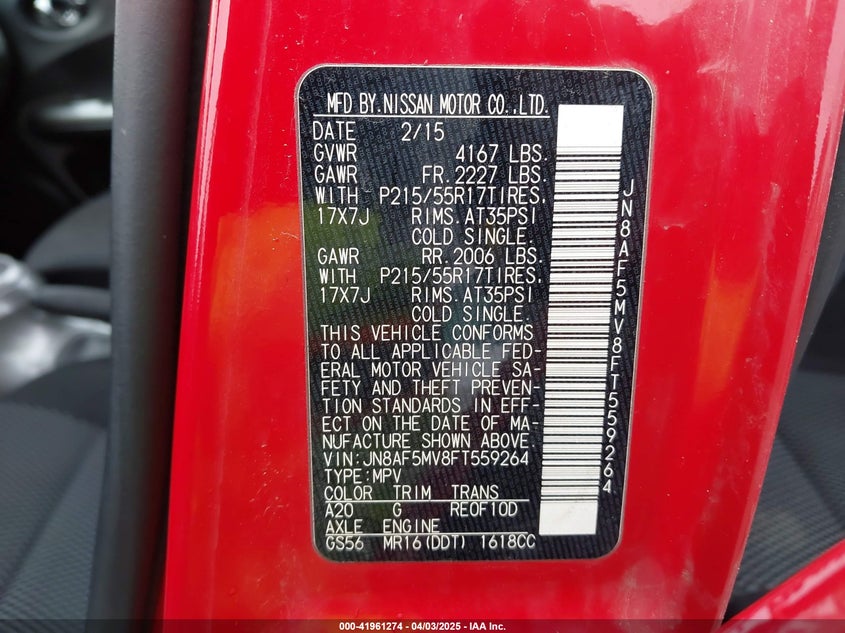 MFD BY.NISSAN MOTOR CO.,LTD.
DATE 2/15
GVWR 4167 LBS.
GAWR FR.2227 LBS.
WITH P215/55R17TIRES,
17X7J RIMS.AT35PSI
COLD SINGLE.
GAWR RR.2006 LBS.
WITH P215/55R17TIRES,
17X7J RIMS.AT35PSI
COLD SINGLE.
THIS VEHICLE CONFORMS
TO ALL APPLICABLE FED-
ERAL MOTOR VEHICLE SA-
FETY AND THEFT PREVEN-
TION STANDARDS IN EFF-
ECT ON THE DATE OF MA-
NUFACTURE SHOWN ABOVE
VIN:JN8AF5MV8FT559264
TYPE:MPV
COLOR TRIM TRANS
A20 G RE0F10D
AXLE ENGINE
GS56 MR16(DDT) 1618CC
JN8AF5MV8FT559264
000-41961274 | 04/03/2025 - IAA Inc.